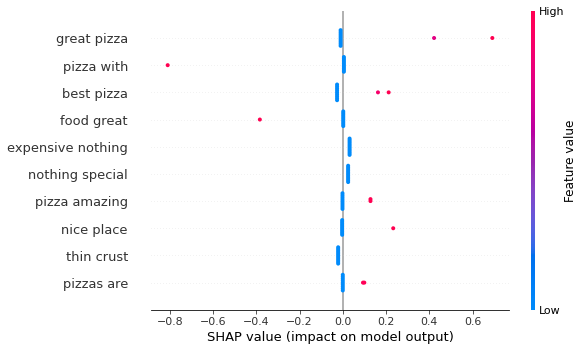 High
great pizza
pizza with
best pizza
food great
expensive nothing
nothing special
pizza amazing
nice place
thin crust
pizzas are
Feature value
Low
−0.8 −0.6 −0.4 −0.2 0.0 0.2 0.4 0.6
SHAP value (impact on model output)